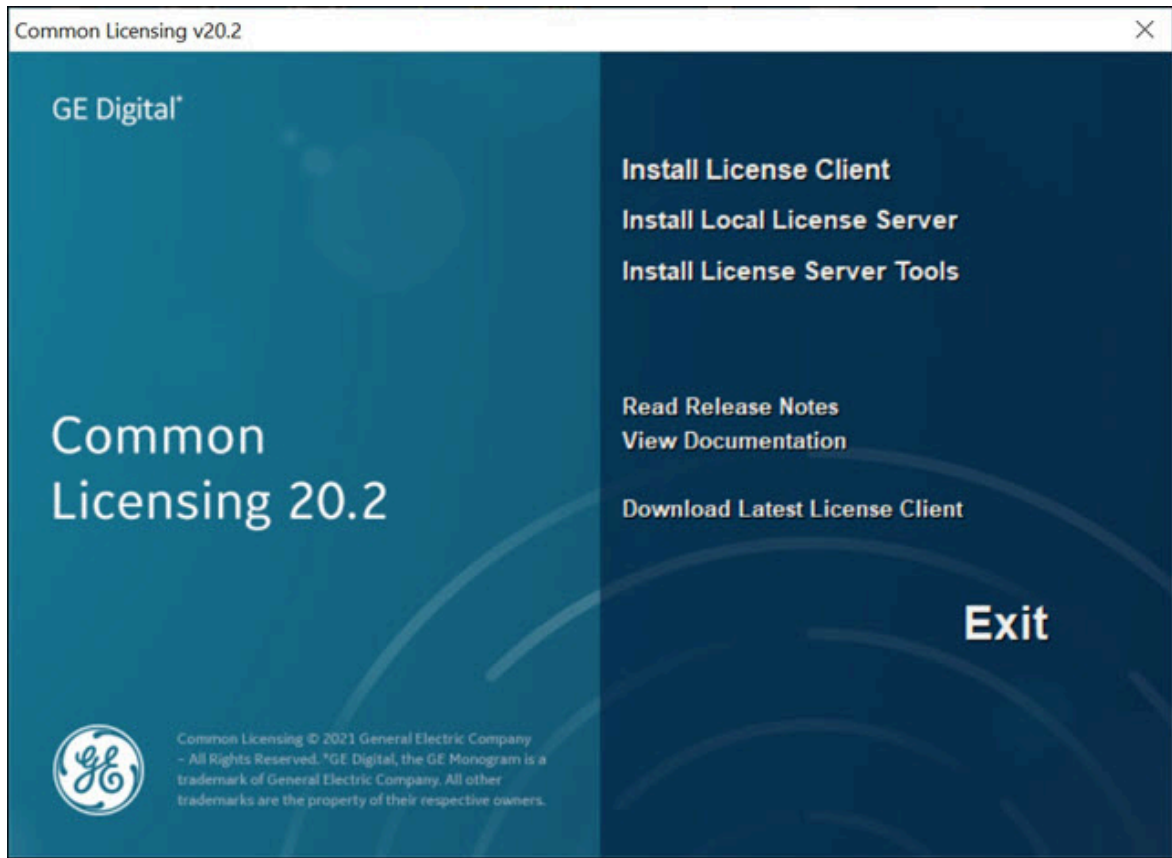 Common Licensing v20.2
GE Digital*
Install License Client
Install Local License Server
Install License Server Tools
Read Release Notes
View Documentation
Common
Licensing 20.2
Download Latest License Client
Exit
GE
Common Licensing © 2021 General Electric Company
– All Rights Reserved. *GE Digital, the GE Monogram is a
trademark of General Electric Company. All other
trademarks are the property of their respective owners.